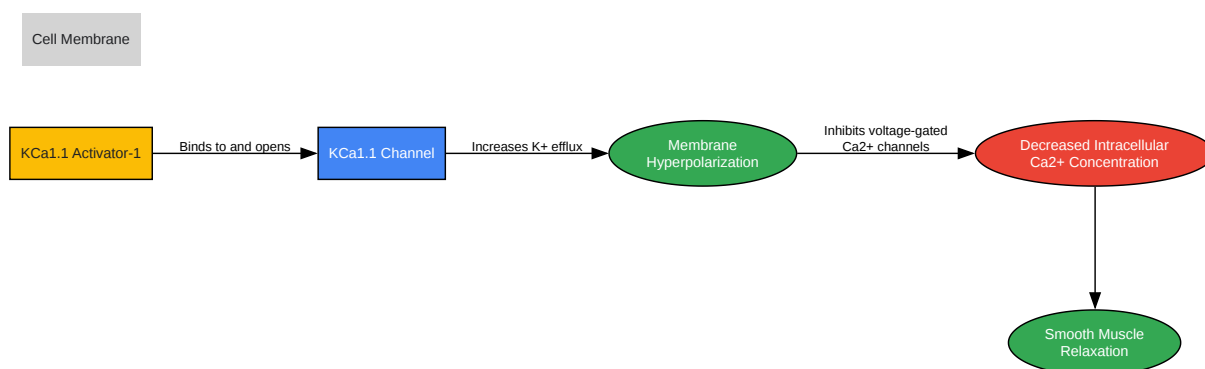 Cell Membrane
KCa1.1 Activator-1
Binds to and opens
KCa1.1 Channel
Increases K+ efflux
Membrane
Hyperpolarization
Inhibits voltage-gated
Ca2+ channels
Decreased Intracellular
Ca2+ Concentration
Smooth Muscle
Relaxation